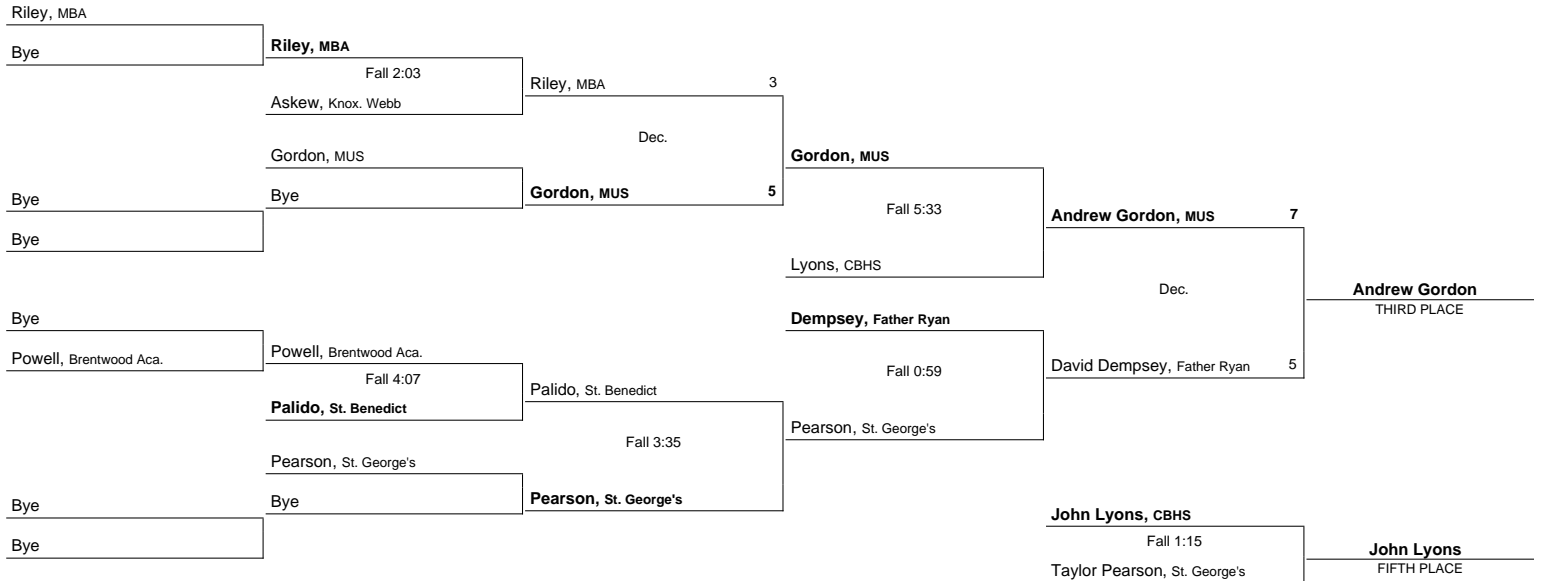 Riley, MBA
Bye
Bye
Bye
Bye
Powell, Brentwood Aca.
Bye
Bye
Riley, MBA
Fall 2:03
Askew, Knox. Webb
Gordon, MUS
Bye
Powell, Brentwood Aca.
Fall 4:07
Palido, St. Benedict
Pearson, St. George's
Bye
Riley, MBA 3
Dec.
Gordon, MUS 5
Palido, St. Benedict
Fall 3:35
Pearson, St. George's
Gordon, MUS
Fall 5:33
Lyons, CBHS
Dempsey, Father Ryan
Fall 0:59
Pearson, St. George's
Andrew Gordon, MUS 7
Dec.
David Dempsey, Father Ryan 5
Andrew Gordon
THIRD PLACE
John Lyons, CBHS
Fall 1:15
Taylor Pearson, St. George's
John Lyons
FIFTH PLACE